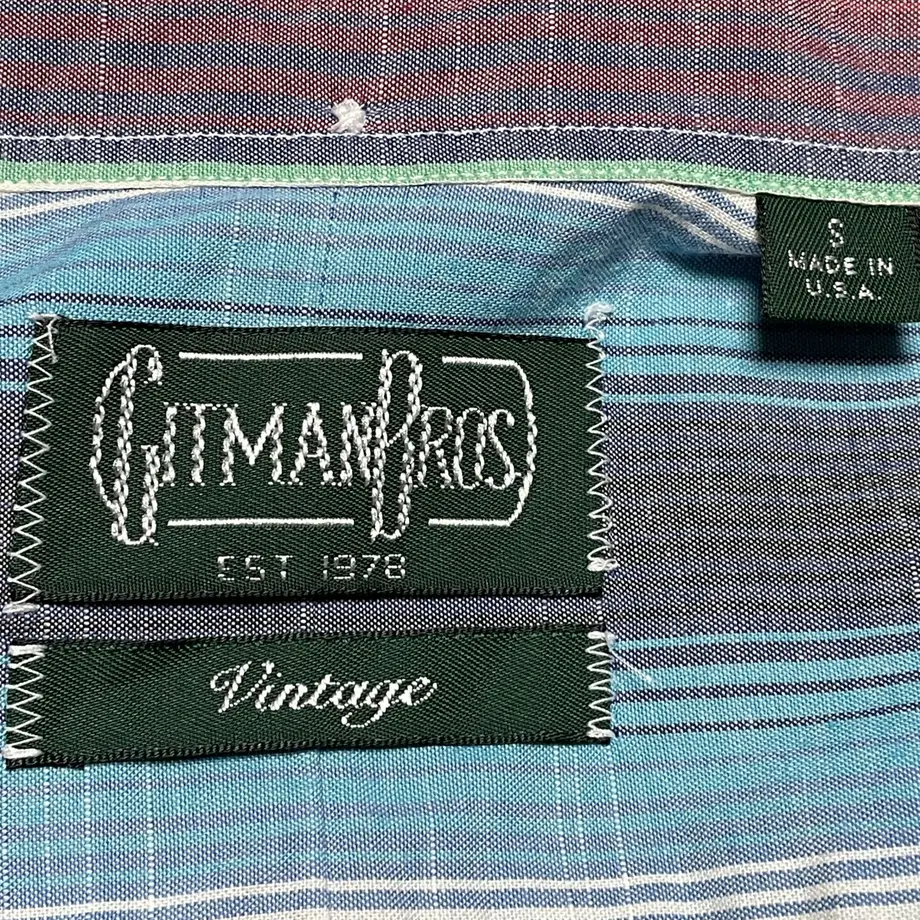 S
MADE IN
U.S.A.
GITMAN BROS.
EST 1978
Vintage